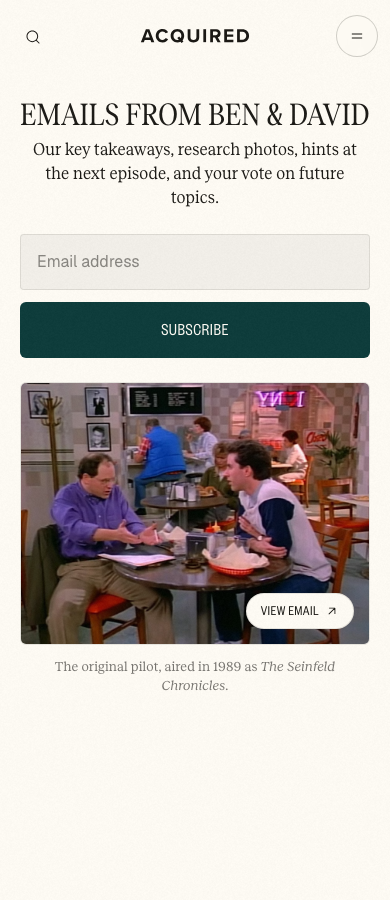 ACQUIRED
EMAILS FROM BEN & DAVID
Our key takeaways, research photos, hints at
the next episode, and your vote on future
topics.
Email address
SUBSCRIBE
VIEW EMAIL
The original pilot, aired in 1989 as The Seinfeld
Chronicles.